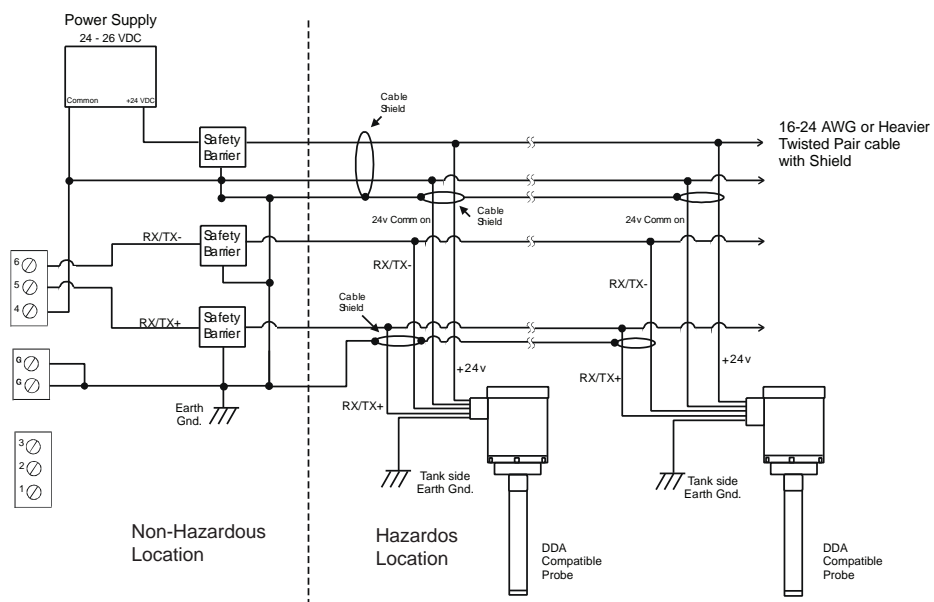 Power Supply
24 - 26 VDC
Common
+24 VDC
Safety
Barrier
Cable
Shield
16-24 AWG or Heavier
Twisted Pair cable
with Shield
Cable
Shield
24v Common
24v Common
RX/TX-
Safety
Barrier
6
5
4
RX/TX-
RX/TX-
Cable
Shield
RX/TX+
Safety
Barrier
G
G
+24v
+24v
RX/TX+
RX/TX+
Earth
Gnd.
3
2
1
Tank side
Earth Gnd.
Tank side
Earth Gnd.
Non-Hazardous
Location
Hazardos
Location
DDA
Compatible
Probe
DDA
Compatible
Probe